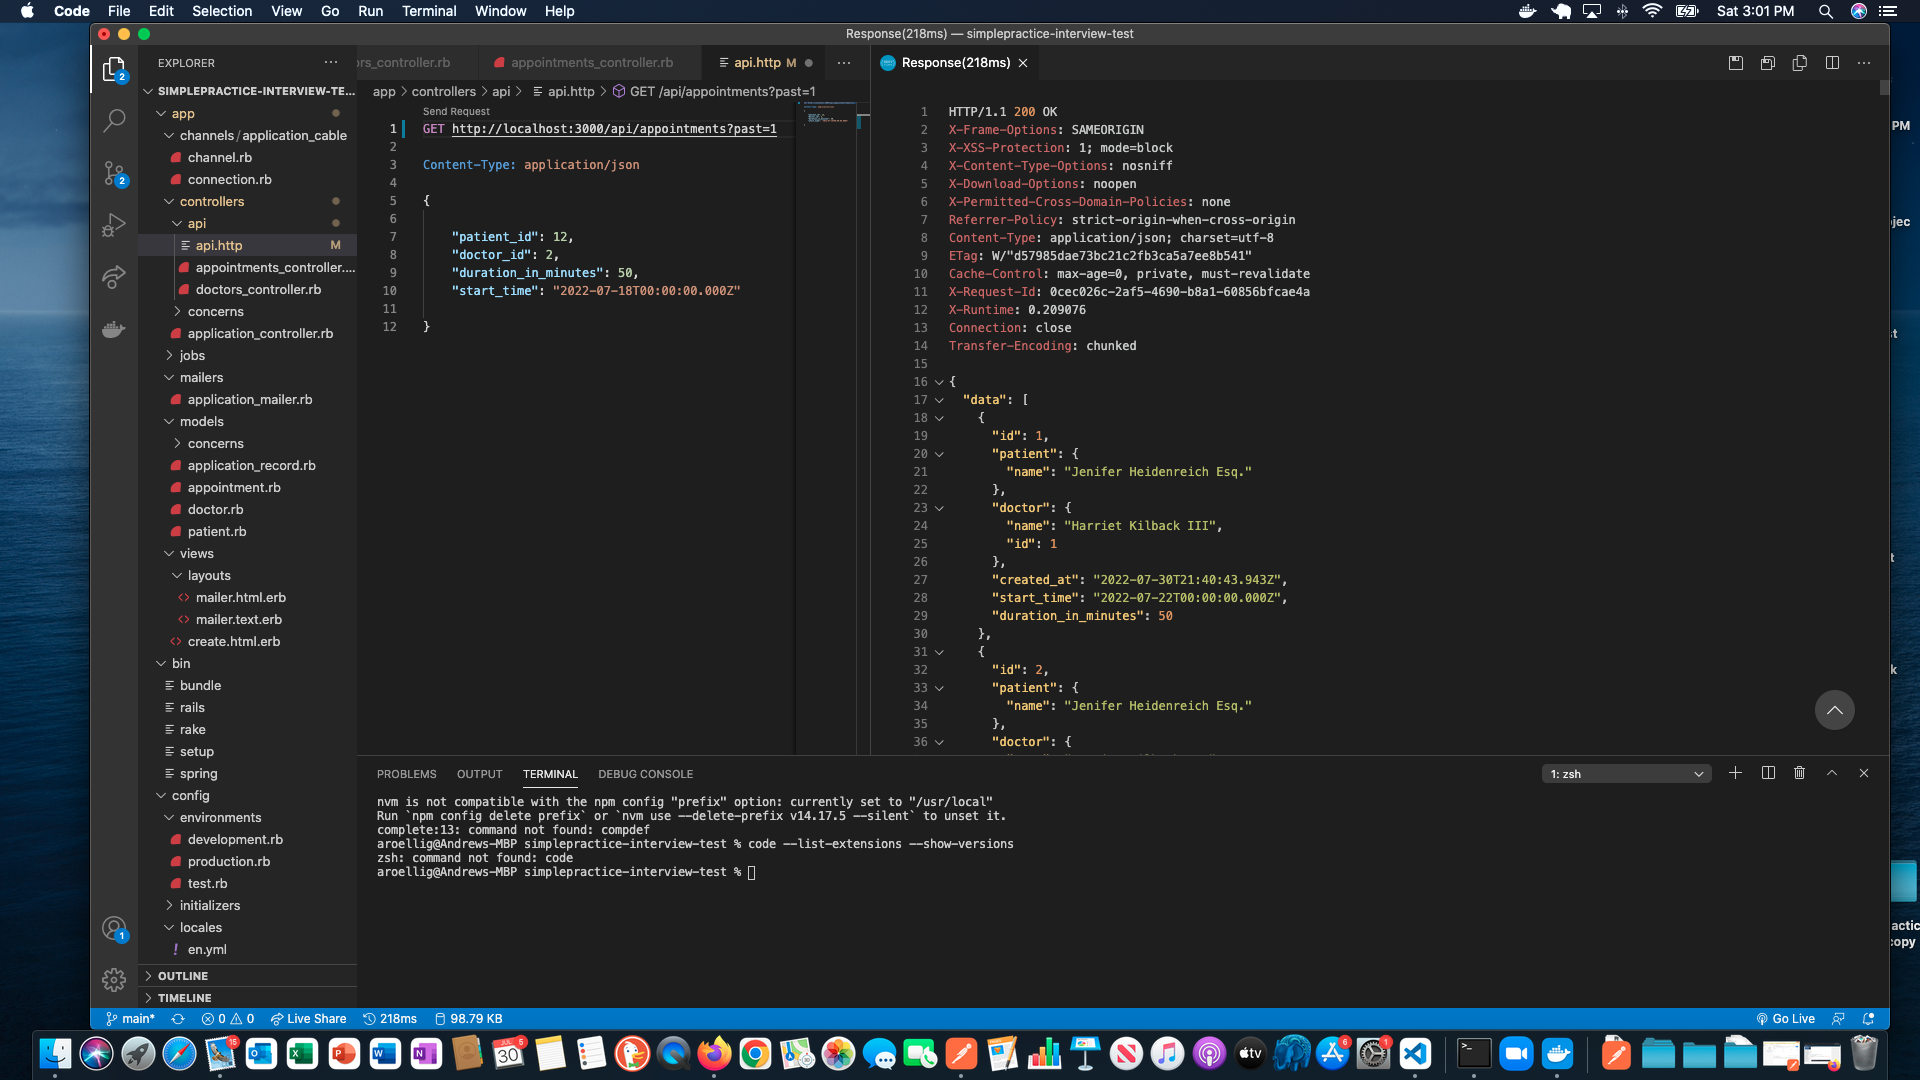 Code File Edit Selection View Go Run Terminal Window Help
Sat 3:01 PM
Response(218ms) — simplepractice-interview-test
EXPLORER
SIMPLEPRACTICE-INTERVIEW-TE...
app
channels/application_cable
channel.rb
connection.rb
controllers
api
api.http M
appointments_controller....
doctors_controller.rb
concerns
application_controller.rb
jobs
mailers
application_mailer.rb
models
concerns
application_record.rb
appointment.rb
doctor.rb
patient.rb
views
layouts
mailer.html.erb
mailer.text.erb
create.html.erb
bin
bundle
rails
rake
setup
spring
config
environments
development.rb
production.rb
test.rb
initializers
locales
en.yml
OUTLINE
TIMELINE
2
2
1
rs_controller.rb appointments_controller.rb api.http M
app > controllers > api > api.http > GET /api/appointments?past=1
Send Request
1 GET http://localhost:3000/api/appointments?past=1
2
3 Content-Type: application/json
4
5 {
6
7 "patient_id": 12,
8 "doctor_id": 2,
9 "duration_in_minutes": 50,
10 "start_time": "2022-07-18T00:00:00.000Z"
11
12 }
Response(218ms)
1 HTTP/1.1 200 OK
2 X-Frame-Options: SAMEORIGIN
3 X-XSS-Protection: 1; mode=block
4 X-Content-Type-Options: nosniff
5 X-Download-Options: noopen
6 X-Permitted-Cross-Domain-Policies: none
7 Referrer-Policy: strict-origin-when-cross-origin
8 Content-Type: application/json; charset=utf-8
9 ETag: W/"d57985dae73bc21c2fb3ca5a7ee8b541"
10 Cache-Control: max-age=0, private, must-revalidate
11 X-Request-Id: 0cec026c-2af5-4690-b8a1-60856bfcae4a
12 X-Runtime: 0.209076
13 Connection: close
14 Transfer-Encoding: chunked
15
16 {
17 "data": [
18 {
19 "id": 1,
20 "patient": {
21 "name": "Jenifer Heidenreich Esq."
22 },
23 "doctor": {
24 "name": "Harriet Kilback III",
25 "id": 1
26 },
27 "created_at": "2022-07-30T21:40:43.943Z",
28 "start_time": "2022-07-22T00:00:00.000Z",
29 "duration_in_minutes": 50
30 },
31 {
32 "id": 2,
33 "patient": {
34 "name": "Jenifer Heidenreich Esq."
35 },
36 "doctor": {
PROBLEMS OUTPUT TERMINAL DEBUG CONSOLE
1: zsh
nvm is not compatible with the npm config "prefix" option: currently set to "/usr/local"
Run `npm config delete prefix` or `nvm use --delete-prefix v14.17.5 --silent` to unset it.
complete:13: command not found: compdef
aroellig@Andrews-MBP simplepractice-interview-test % code --list-extensions --show-versions
zsh: command not found: code
aroellig@Andrews-MBP simplepractice-interview-test %
main* 0 0 Live Share 218ms 98.79 KB
Go Live
PM
jec
st
t
k
actic
copy
JUL
30
tv